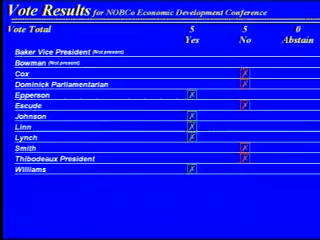 Vote Results for NOBCo Economic Development Conference
Vote Total 5 5 0
Yes No Abstain
Baker Vice President (Not present)
Bowman (Not present)
Cox
Dominick Parliamentarian
Epperson
Escude
Johnson
Linn
Lynch
Smith
Thibodeaux President
Williams